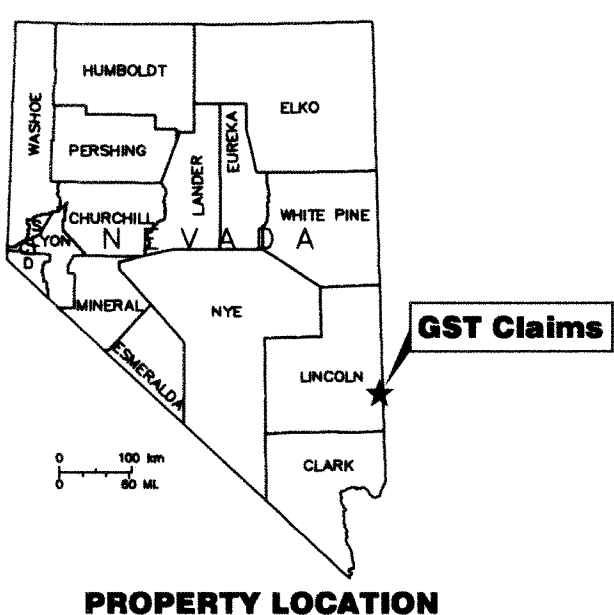 HUMBOLDT
ELKO
WASHOE
EUREKA
PERSHING
LANDER
WHITE PINE
CHURCHILL
S
LYON
NEVADA
D
MINERAL
NYE
GST Claims
ESMERALDA
LINCOLN
0 100 km
0 60 MI.
CLARK
PROPERTY LOCATION